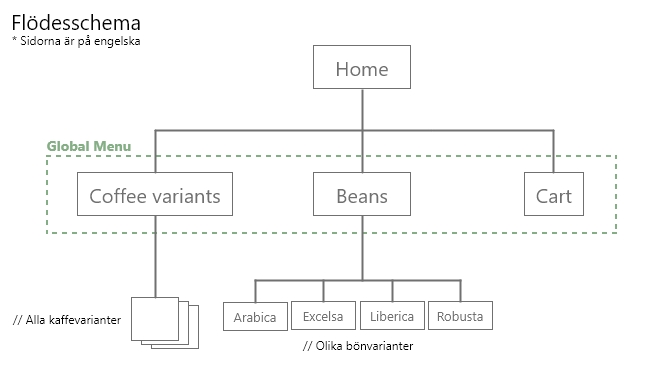 Flödesschema
* Sidorna är på engelska
Home
Global Menu
Coffee variants
Beans
Cart
// Alla kaffevarianter
Arabica
Excelsa
Liberica
Robusta
// Olika bönvarianter